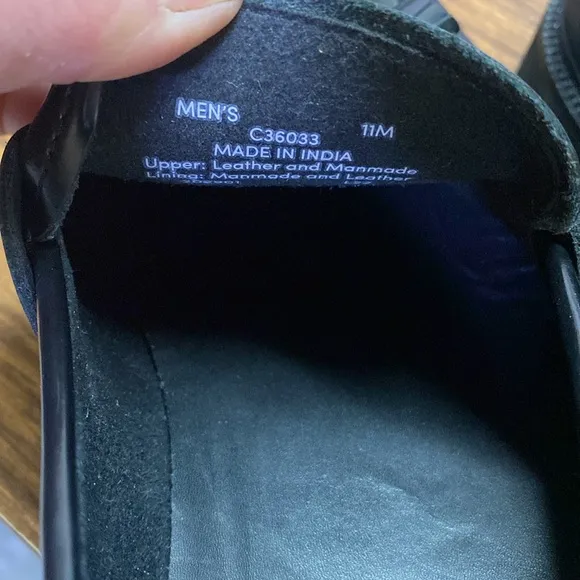 MEN'S
C36033 11M
MADE IN INDIA
Upper: Leather and Manmade
Lining: Manmade and Leather